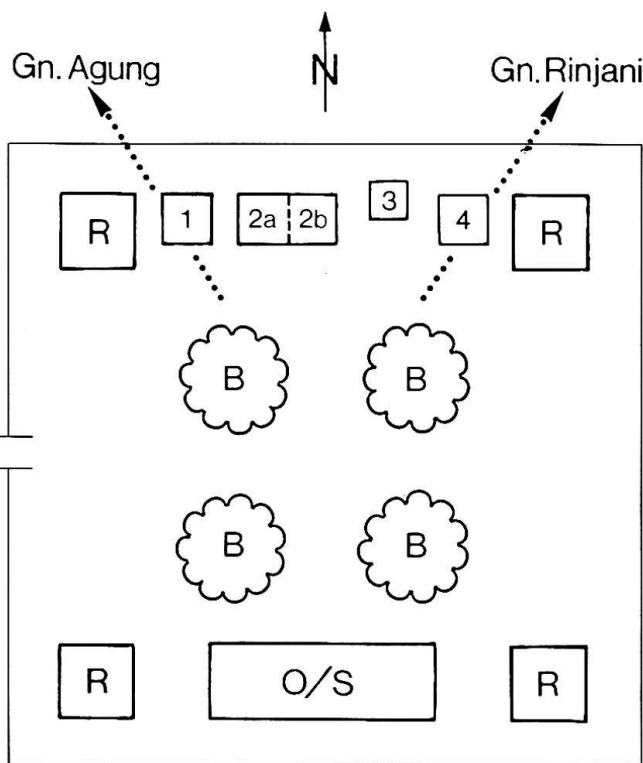 N
Gn. Agung
Gn. Rinjani
R 1 2a 2b 3 4 R
B B
B B
R O/S R